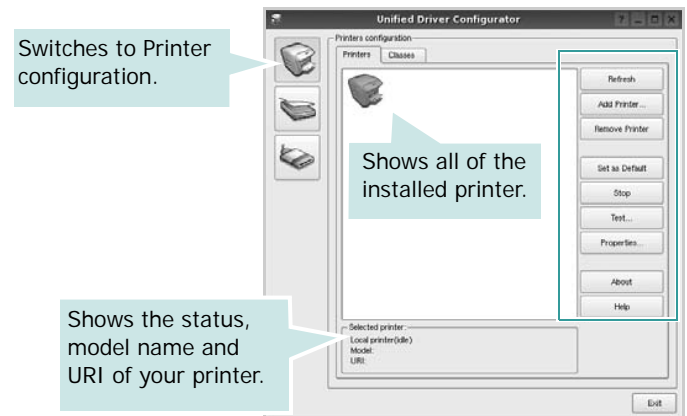 Unified Driver Configurator
Switches to Printer
configuration.
Printers configuration
Printers
Classes
Refresh
Add Printer...
Remove Printer
Shows all of the
installed printer.
Set as Default
Stop
Test...
Properties...
About
Help
Shows the status,
model name and
URI of your printer.
Selected printer:
Local printer(idle)
Model:
URI:
Exit